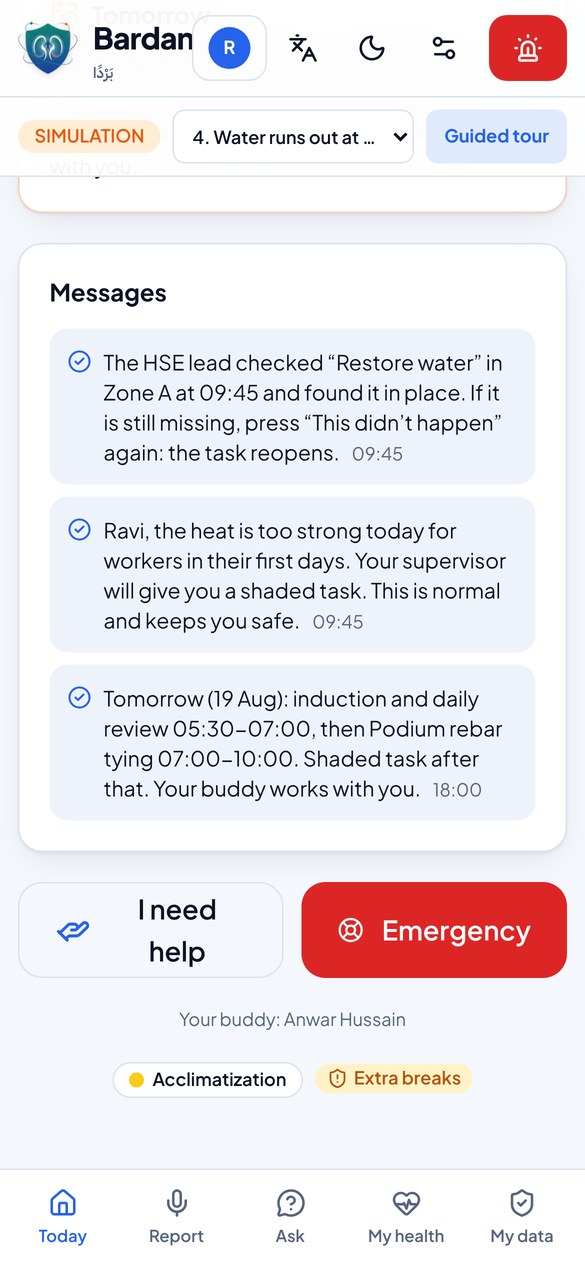 Tomorrow
Bardan
بَرْدًا
R
SIMULATION
4. Water runs out at ...
Guided tour
with you.
Messages
The HSE lead checked “Restore water” in
Zone A at 09:45 and found it in place. If it
is still missing, press “This didn’t happen”
again: the task reopens. 09:45
Ravi, the heat is too strong today for
workers in their first days. Your supervisor
will give you a shaded task. This is normal
and keeps you safe. 09:45
Tomorrow (19 Aug): induction and daily
review 05:30–07:00, then Podium rebar
tying 07:00–10:00. Shaded task after
that. Your buddy works with you. 18:00
I need
help
Emergency
Your buddy: Anwar Hussain
Acclimatization
Extra breaks
Today
Report
Ask
My health
My data